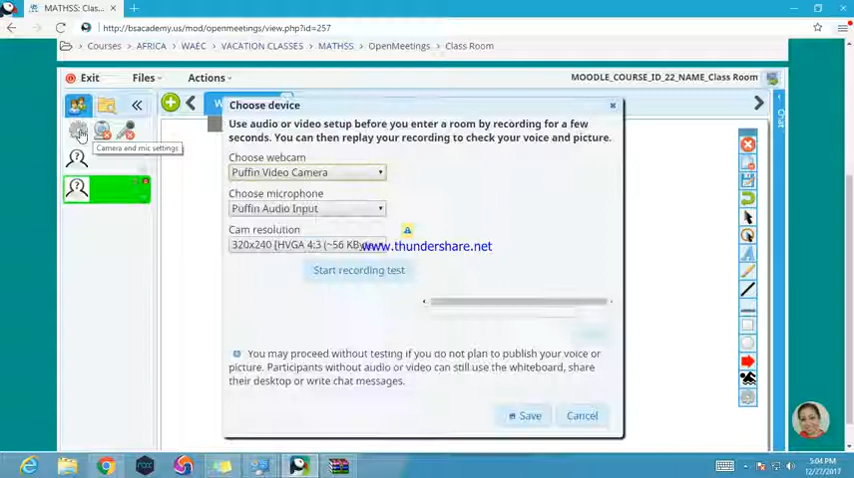 MATHSS: Class Room
http://bsacademy.us/mod/openmeetings/view.php?id=257
Courses > AFRICA > WAEC > VACATION CLASSES > MATHSS > OpenMeetings > Class Room
Exit Files Actions MOODLE_COURSE_ID_22_NAME_Class Room
Choose device
Use audio or video setup before you enter a room by recording for a few
seconds. You can then replay your recording to check your voice and picture.
Camera and mic settings
Choose webcam
Puffin Video Camera
Choose microphone
Puffin Audio Input
Cam resolution
320x240 [HVGA 4:3 (~56 KB
www.thundershare.net
Start recording test
You may proceed without testing if you do not plan to publish your voice or
picture. Participants without audio or video can still use the whiteboard, share
their desktop or write chat messages.
Save Cancel
Chat
5:04 PM
12/27/2017